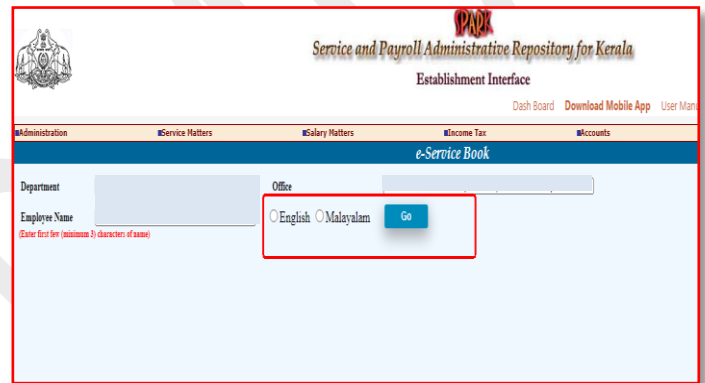 SPARK
Service and Payroll Administrative Repository for Kerala
Establishment Interface
Dash Board Download Mobile App User Manu
Administration Service Matters Salary Matters Income Tax Accounts
e-Service Book
Department Office
Employee Name English Malayalam Go
(Enter first few (minimum 3) characters of name)